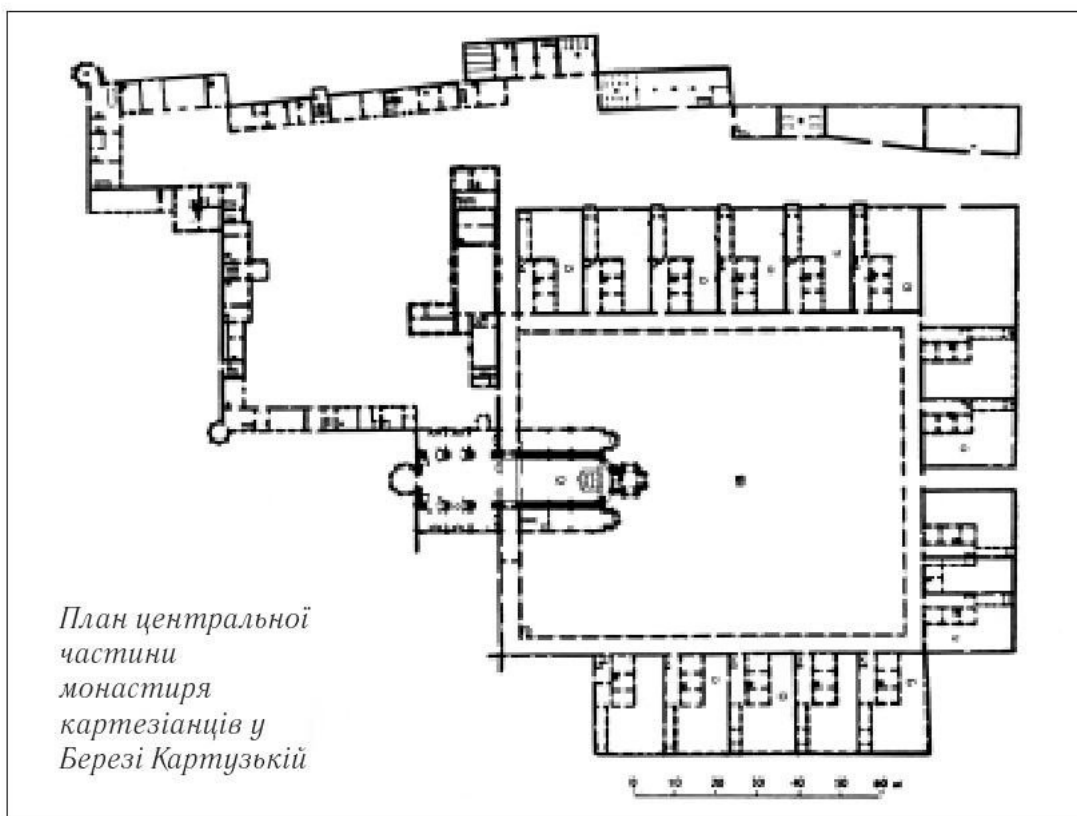 План центральної
частини
монастиря
картезіанців у
Березі Картузькій
0 10 20 30 40 50 60 м